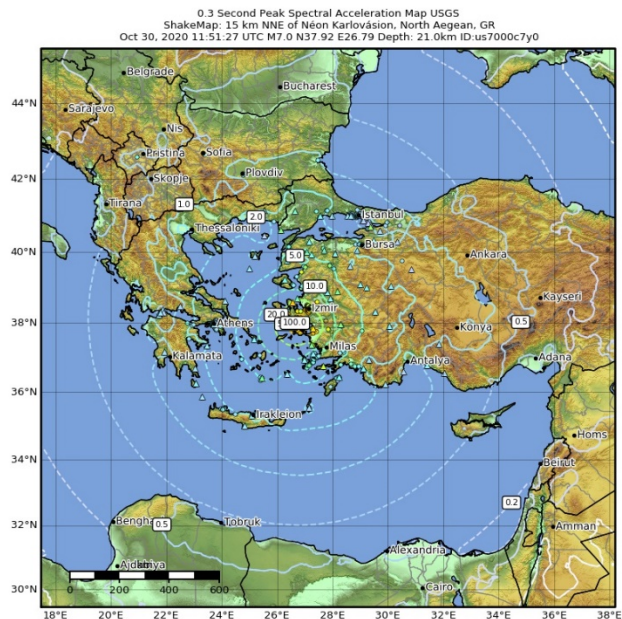 0.3 Second Peak Spectral Acceleration Map USGS
ShakeMap: 15 km NNE of Néon Karlovásion, North Aegean, GR
Oct 30, 2020 11:51:27 UTC M7.0 N37.92 E26.79 Depth: 21.0km ID:us7000c7y0
Belgrade
Bucharest
44°N
Sarajevo
Nis
Pristina
Sofia
42°N
Skopje
Plovdiv
Tirana
1.0
2.0
Istanbul
Thessaloniki
Bursa
40°N
5.0
Ankara
10.0
Kayseri
20.0
Izmir
100.0
0.5
38°N
Athens
Konya
Milas
Kalamata
Antalya
Adana
36°N
Irakleion
Homs
34°N
Beirut
0.2
32°N
0.5
Tobruk
Amman
Alexandria
km
30°N
0
200
400
600
Cairo
18°E
20°E
22°E
24°E
26°E
28°E
30°E
32°E
34°E
36°E
38°E